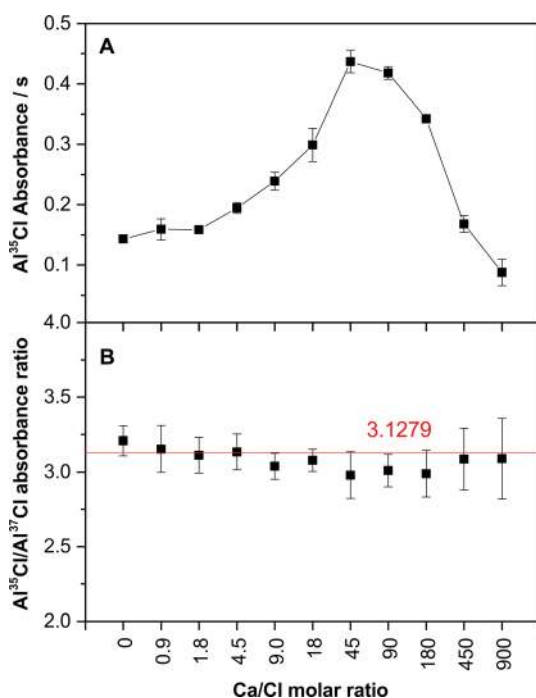 A
0.5
0.4
0.3
0.2
0.1
Al³⁵Cl Absorbance / s
B
4.0
3.5
3.0
2.5
2.0
Al³⁵Cl/Al³⁷Cl absorbance ratio
3.1279
0 0.9 1.8 4.5 9.0 18 45 90 180 450 900
Ca/Cl molar ratio